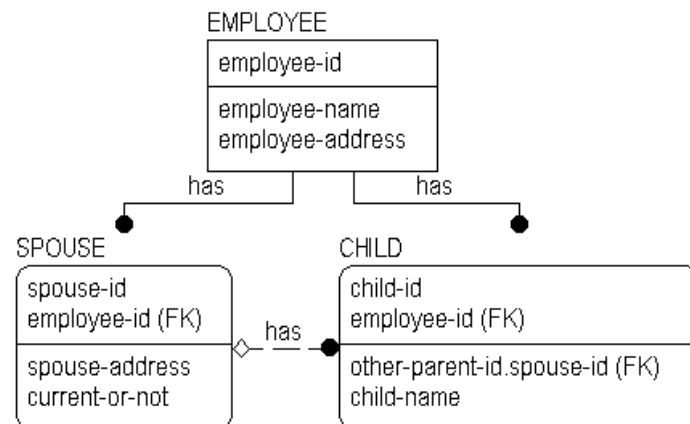 EMPLOYEE
employee-id
employee-name
employee-address
has
has
SPOUSE
spouse-id
employee-id (FK)
spouse-address
current-or-not
has
CHILD
child-id
employee-id (FK)
other-parent-id.spouse-id (FK)
child-name